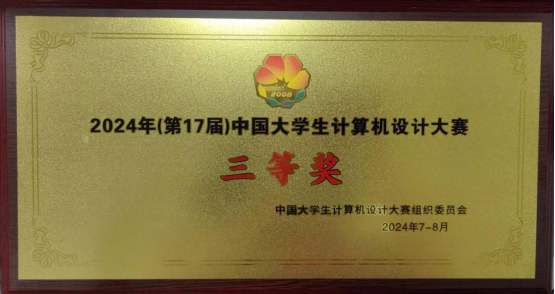 2008
2024年(第17届)中国大学生计算机设计大赛
三等奖
中国大学生计算机设计大赛组织委员会
2024年7-8月